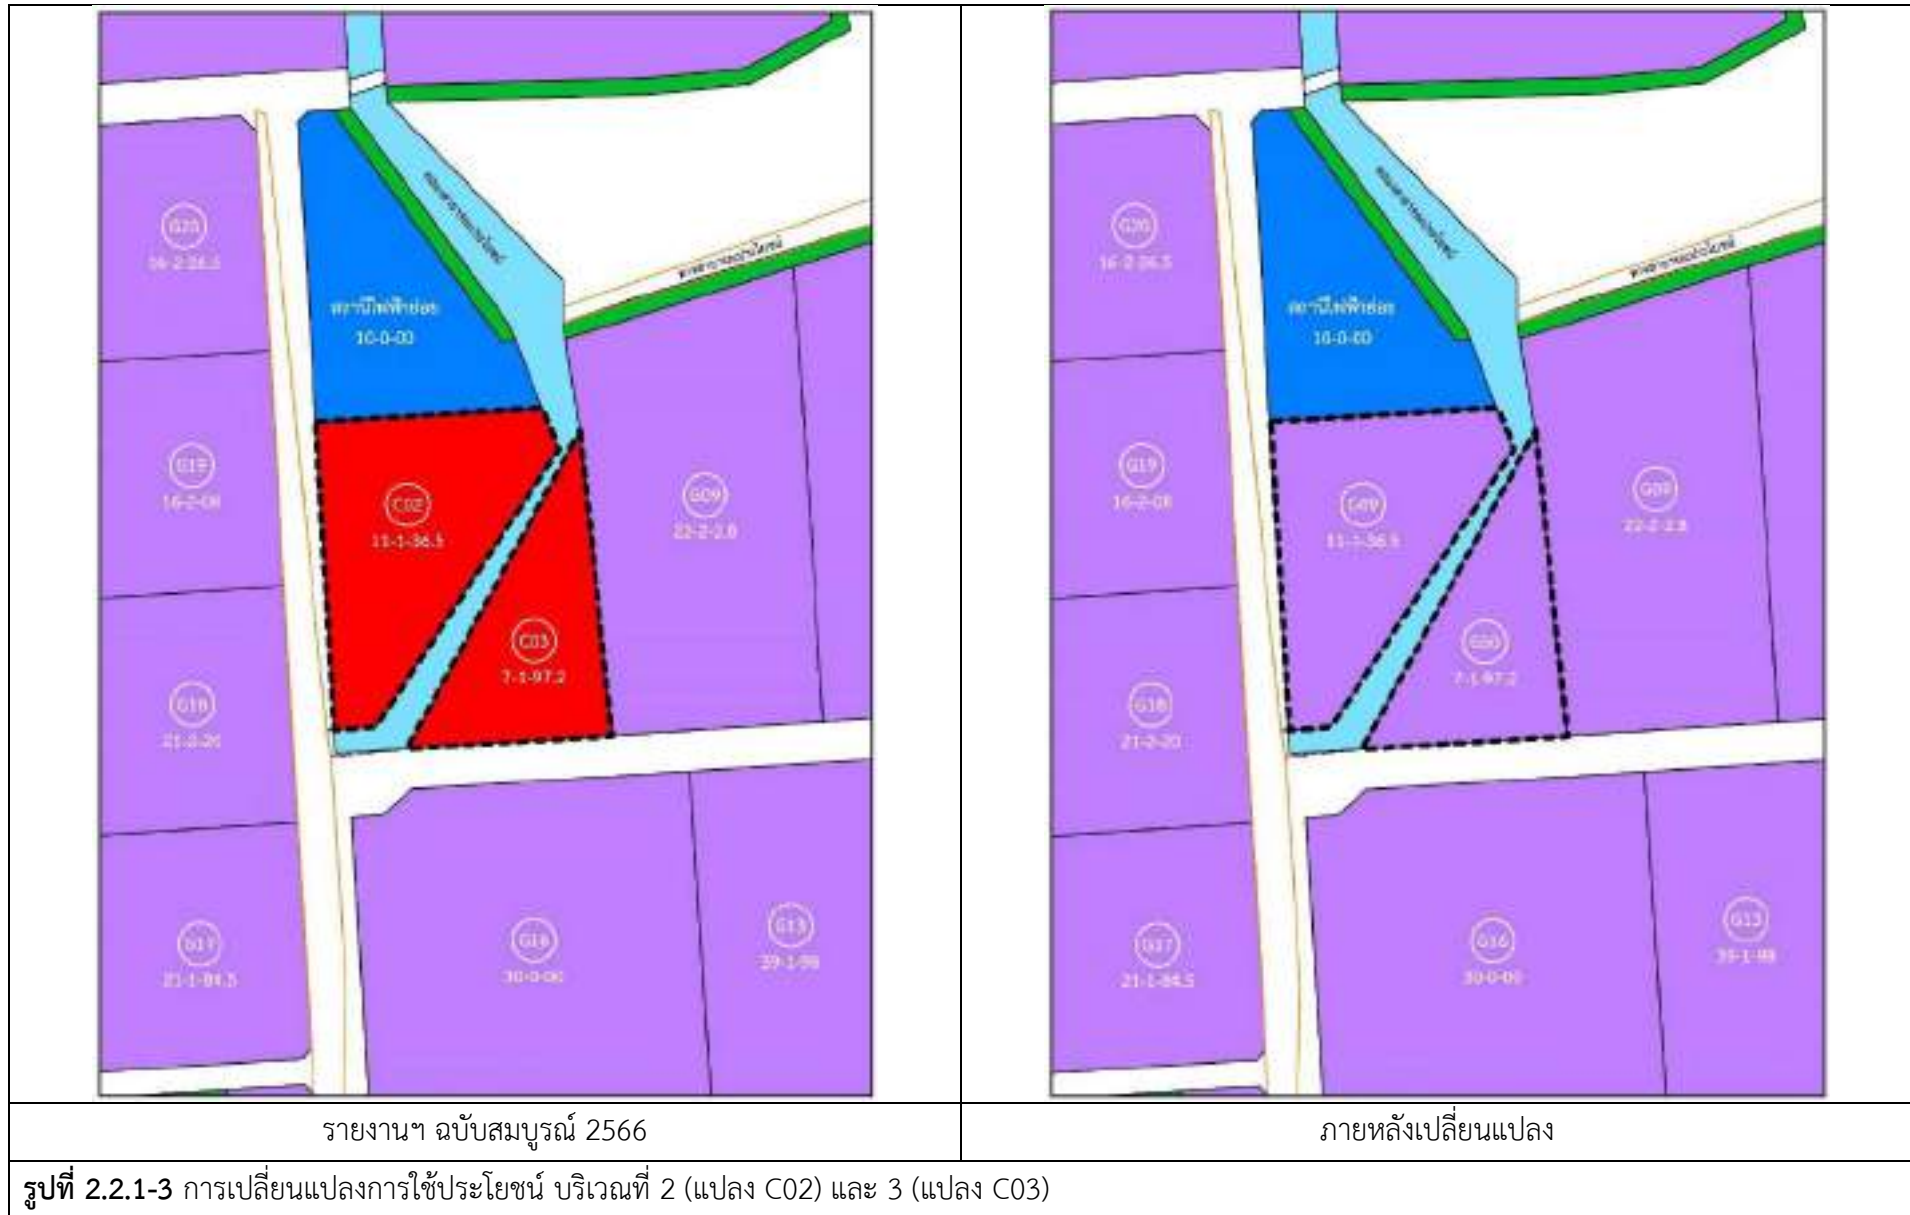 G20
16-2-26.5
สถานีไฟฟ้าย่อย
10-0-00
G19
16-2-08
C02
11-1-36.5
G09
22-2-2.8
C03
7-1-97.2
G18
21-2-20
G17
21-1-84.5
G16
30-0-00
G13
39-1-98
รายงานฯ ฉบับสมบูรณ์ 2566
G20
16-2-26.5
สถานีไฟฟ้าย่อย
10-0-00
G19
16-2-08
11-1-36.5
G09
22-2-2.8
7-1-97.2
G18
21-2-20
G17
21-1-84.5
G16
30-0-00
G13
39-1-98
ภายหลังเปลี่ยนแปลง
รูปที่ 2.2.1-3 การเปลี่ยนแปลงการใช้ประโยชน์ บริเวณที่ 2 (แปลง C02) และ 3 (แปลง C03)